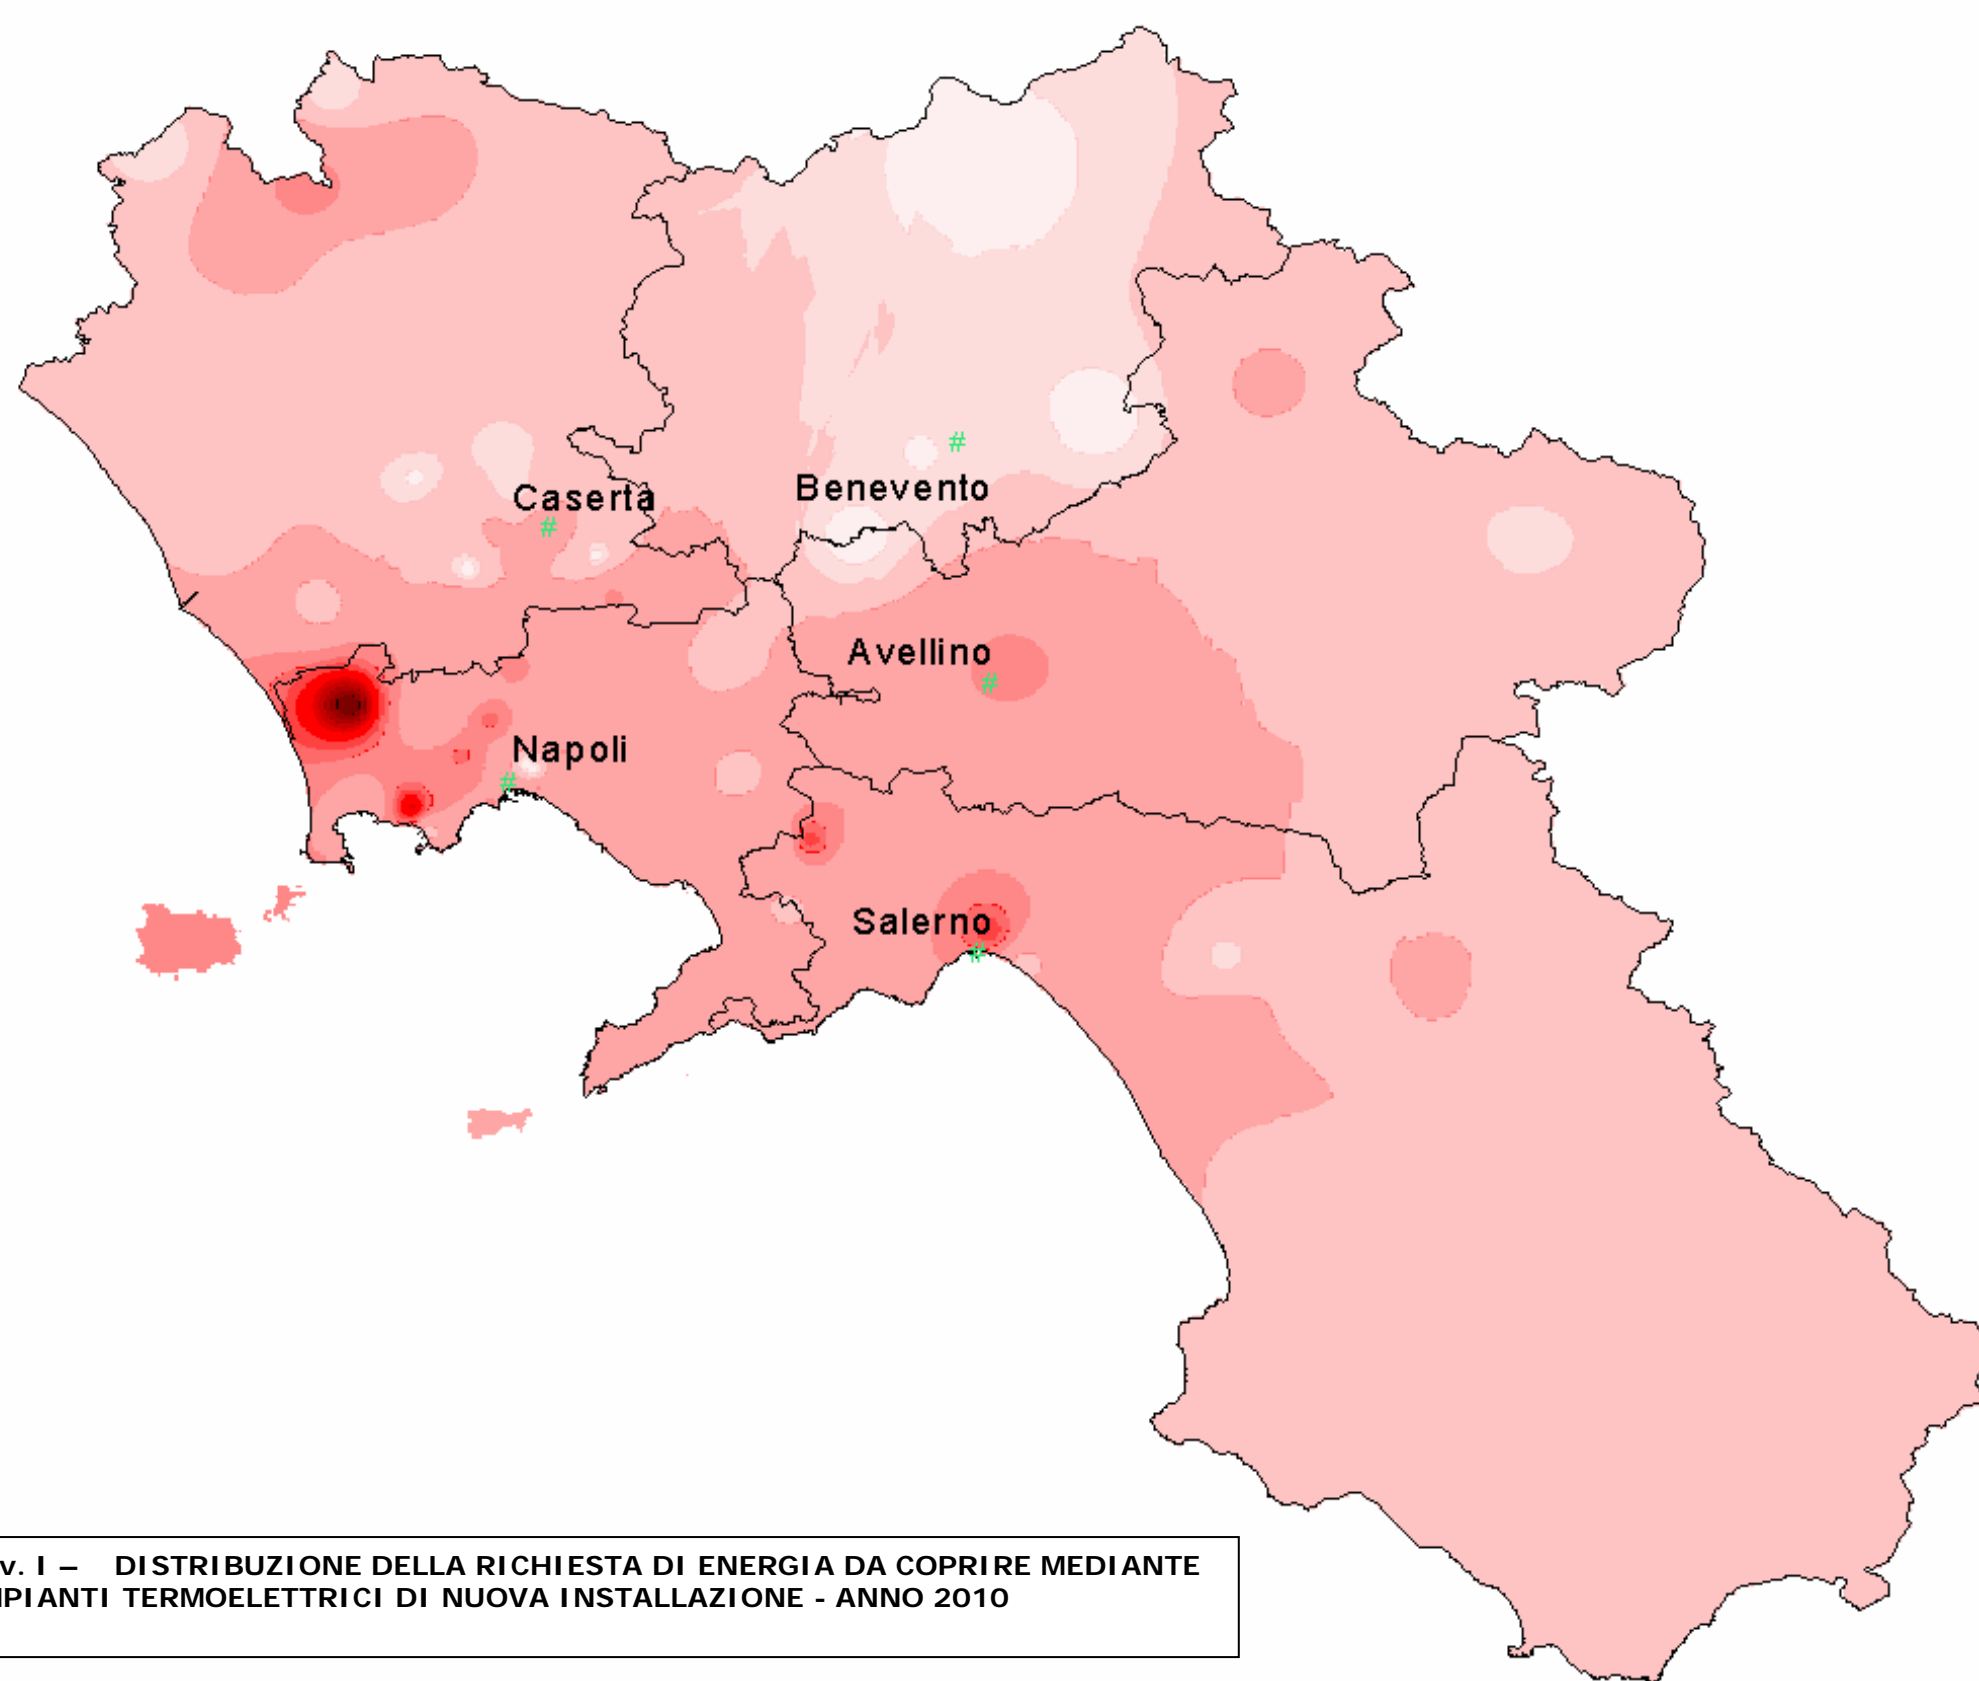 Caserta
Benevento
Avellino
Napoli
Salerno
v. I – DISTRIBUZIONE DELLA RICHIESTA DI ENERGIA DA COPRIRE MEDIANTE
PIANTI TERMOELETTRICI DI NUOVA INSTALLAZIONE - ANNO 2010